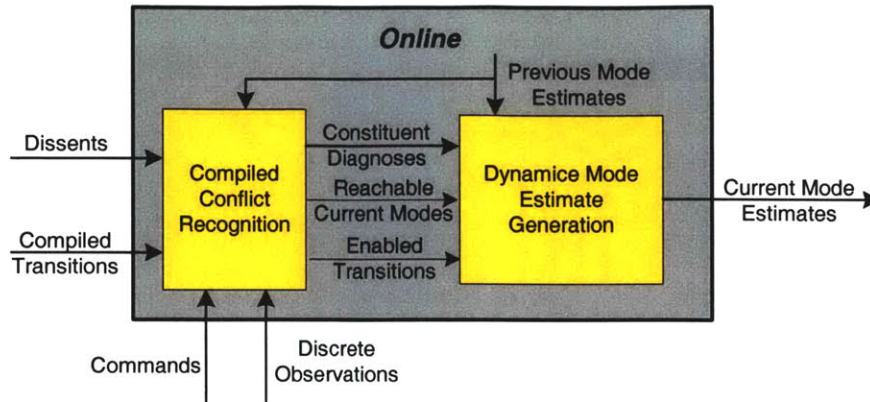 Online
Previous Mode
Estimates
Dissents
Compiled
Transitions
Compiled
Conflict
Recognition
Constituent
Diagnoses
Reachable
Current Modes
Enabled
Transitions
Dynamice Mode
Estimate
Generation
Current Mode
Estimates
Commands
Discrete
Observations